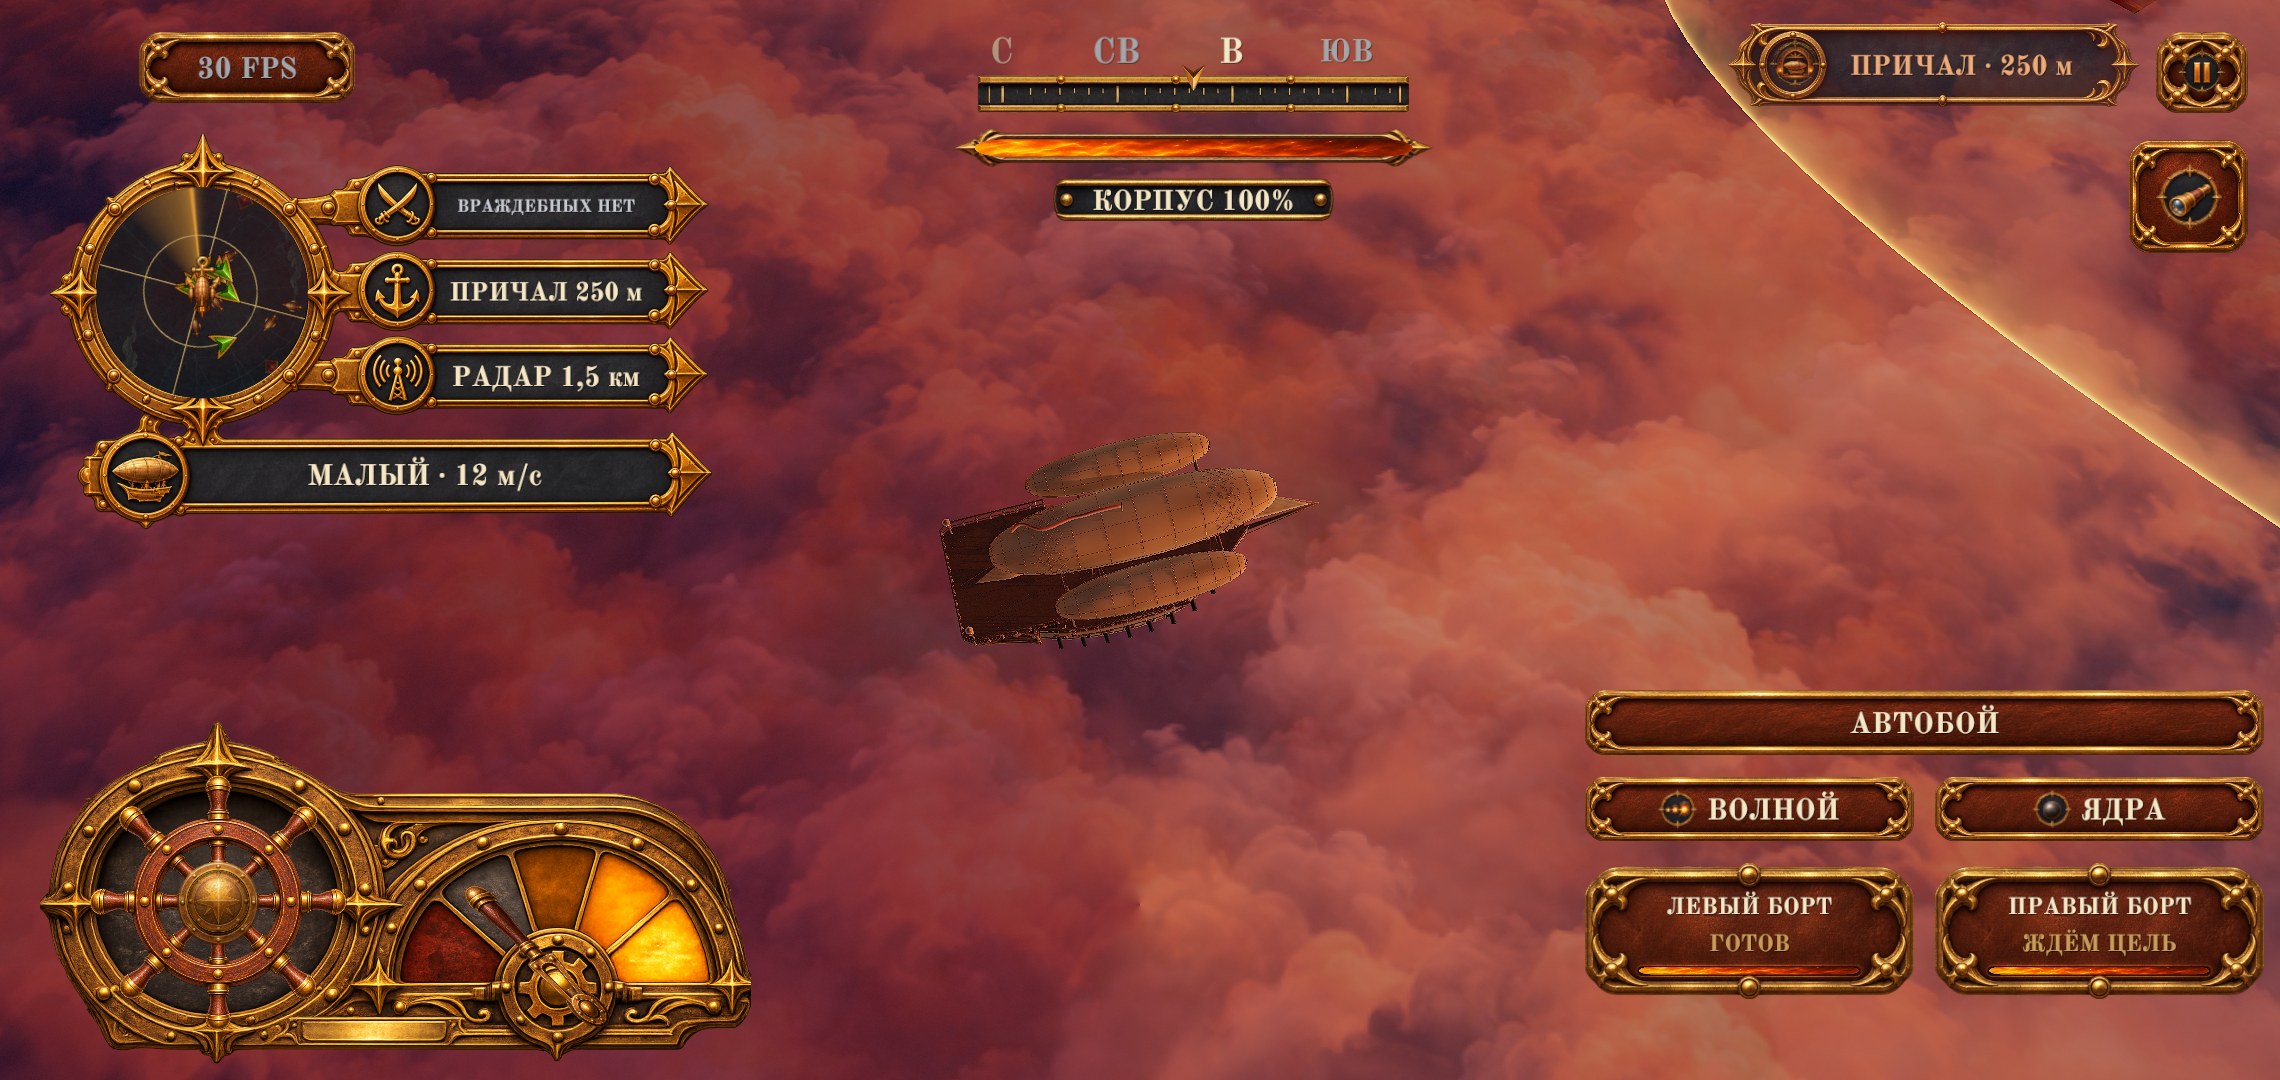 30 FPS
С СВ В ЮВ
ПРИЧАЛ · 250 м
КОРПУС 100%
ВРАЖДЕБНЫХ НЕТ
ПРИЧАЛ 250 м
РАДАР 1,5 км
МАЛЫЙ · 12 м/с
АВТОБОЙ
ВОЛНОЙ
ЯДРА
ЛЕВЫЙ БОРТ
ГОТОВ
ПРАВЫЙ БОРТ
ЖДЁМ ЦЕЛЬ